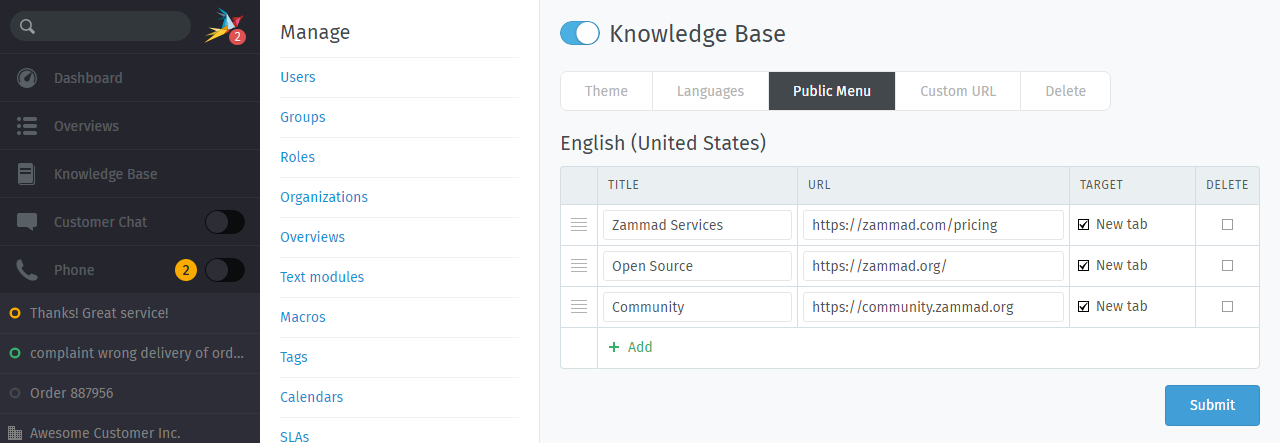 2
Dashboard
Overviews
Knowledge Base
Customer Chat
Phone 2
Thanks! Great service!
complaint wrong delivery of ord...
Order 887956
Awesome Customer Inc.
Manage
Users
Groups
Roles
Organizations
Overviews
Text modules
Macros
Tags
Calendars
SLAs
Knowledge Base
Theme Languages Public Menu Custom URL Delete
English (United States)
TITLE URL TARGET DELETE
Zammad Services https://zammad.com/pricing New tab
Open Source https://zammad.org/ New tab
Community https://community.zammad.org New tab
+ Add
Submit